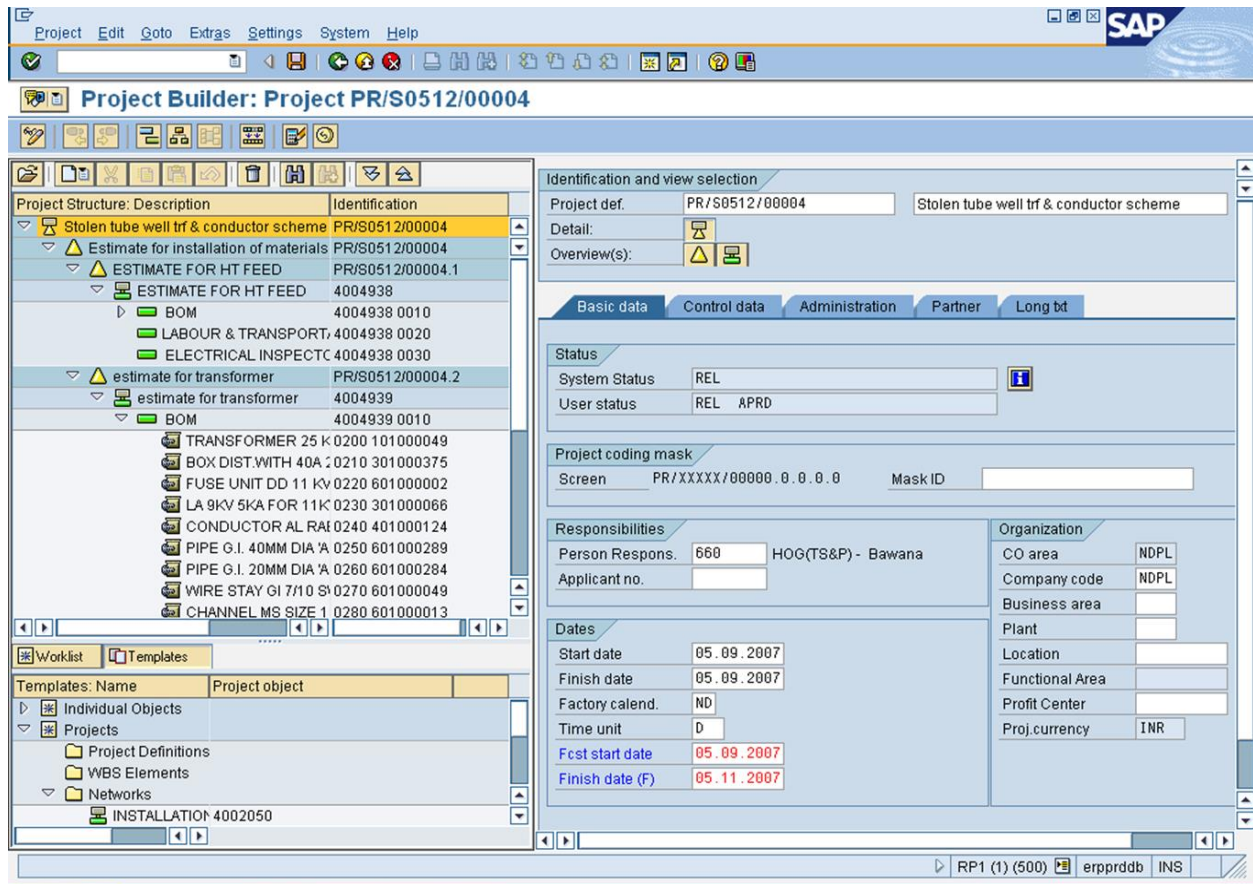 Project Edit Goto Extras Settings System Help
SAP
Project Builder: Project PR/S0512/00004
Project Structure: Description Identification
Stolen tube well trf & conductor scheme PR/S0512/00004
Estimate for installation of materials PR/S0512/00004
ESTIMATE FOR HT FEED PR/S0512/00004.1
ESTIMATE FOR HT FEED 4004938
BOM 4004938 0010
LABOUR & TRANSPORT 4004938 0020
ELECTRICAL INSPECTC 4004938 0030
estimate for transformer PR/S0512/00004.2
estimate for transformer 4004939
BOM 4004939 0010
TRANSFORMER 25 K 0200 101000049
BOX DIST.WITH 40A 0210 301000375
FUSE UNIT DD 11 KV 0220 601000002
LA 9KV 5KA FOR 11K 0230 301000066
CONDUCTOR AL RA 0240 401000124
PIPE G.I. 40MM DIA 'A 0250 601000289
PIPE G.I. 20MM DIA 'A 0260 601000284
WIRE STAY GI 7/10 0270 601000049
CHANNEL MS SIZE 1 0280 601000013
Worklist Templates
Templates: Name Project object
Individual Objects
Projects
Project Definitions
WBS Elements
Networks
INSTALLATION 4002050
Identification and view selection
Project def. PR/S0512/00004 Stolen tube well trf & conductor scheme
Detail:
Overview(s):
Basic data Control data Administration Partner Long txt
Status
System Status REL
User status REL APRD
Project coding mask
Screen PR/XXXXX/00000.0.0.0.0 Mask ID
Responsibilities
Person Respons. 660 HOG(TS&P) - Bawana
Applicant no.
Organization
CO area NDPL
Company code NDPL
Business area
Plant
Location
Functional Area
Profit Center
Proj.currency INR
Dates
Start date 05.09.2007
Finish date 05.09.2007
Factory calend. ND
Time unit D
Fcst start date 05.09.2007
Finish date (F) 05.11.2007
RP1 (1) (500) erpprddb INS